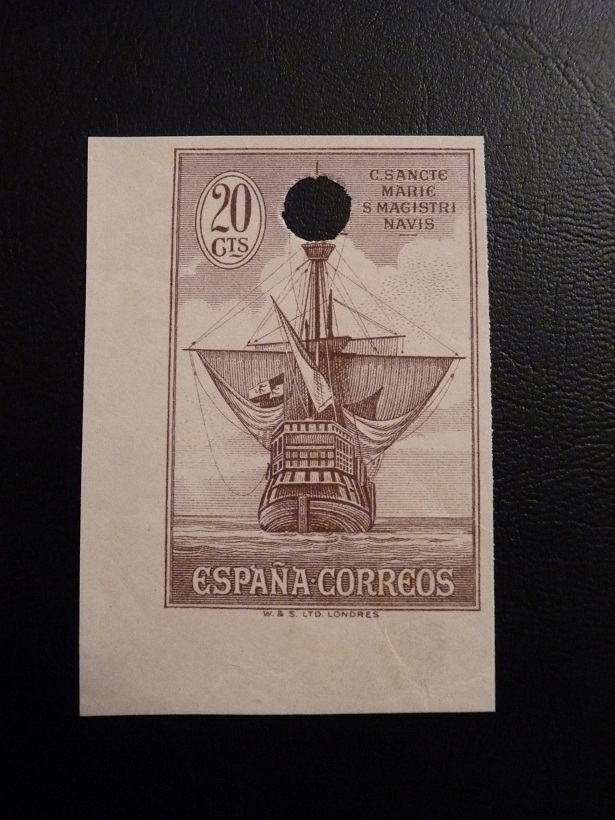 20
CTS
C. SANCTE
MARIE
S MAGISTRI
NAVIS
ESPAÑA·CORREOS
W. & S. LTD. LONDRES